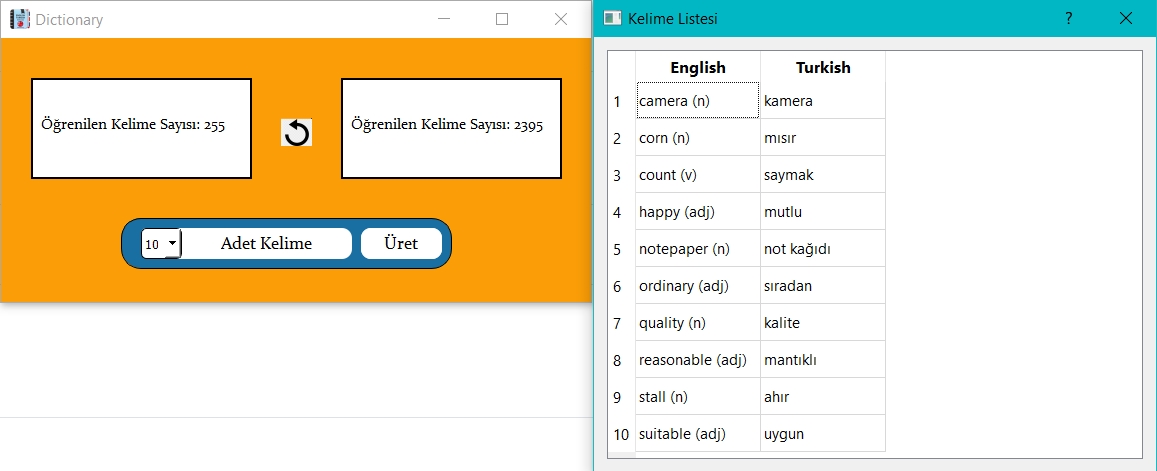 Dictionary
Öğrenilen Kelime Sayısı: 255
Öğrenilen Kelime Sayısı: 2395
10 Adet Kelime Üret
Kelime Listesi
?
English Turkish
1 camera (n) kamera
2 corn (n) mısır
3 count (v) saymak
4 happy (adj) mutlu
5 notepaper (n) not kağıdı
6 ordinary (adj) sıradan
7 quality (n) kalite
8 reasonable (adj) mantıklı
9 stall (n) ahır
10 suitable (adj) uygun